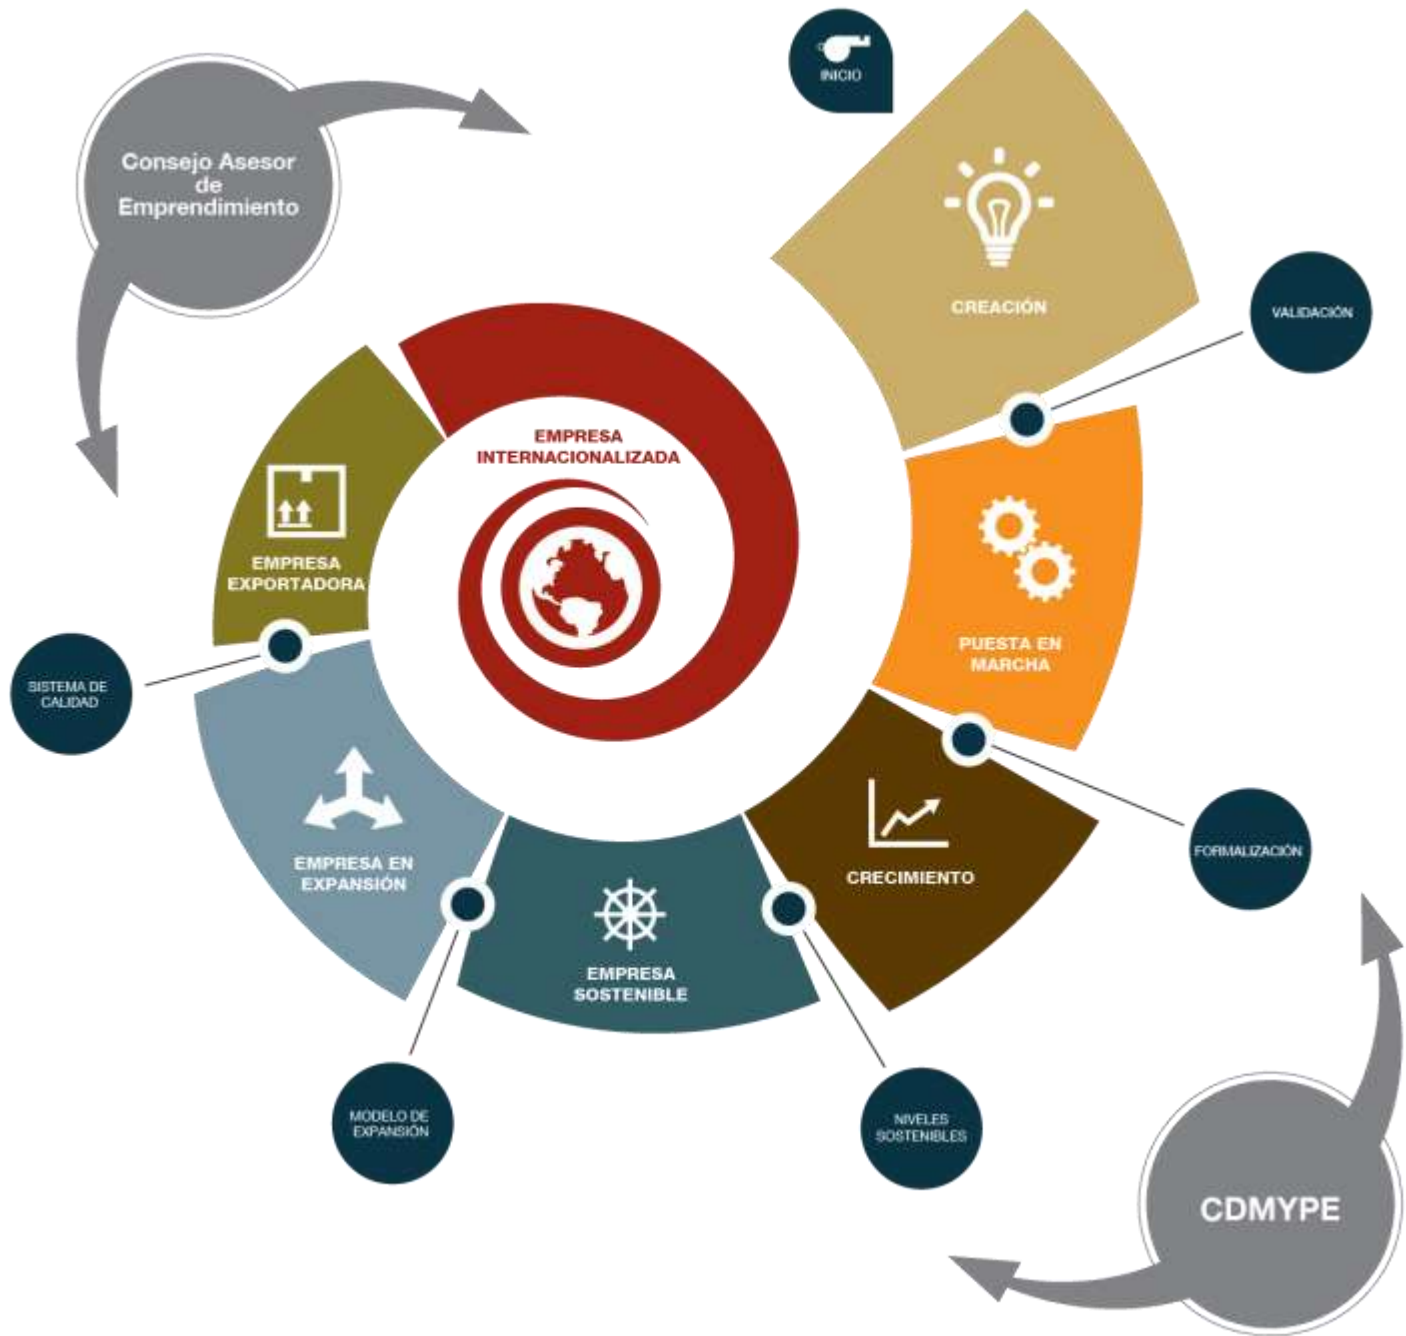 INICIO
Consejo Asesor
de
Emprendimiento
CREACIÓN
VALIDACIÓN
EMPRESA
INTERNACIONALIZADA
EMPRESA
EXPORTADORA
PUESTA EN
MARCHA
SISTEMA DE
CALIDAD
EMPRESA EN
EXPANSIÓN
CRECIMIENTO
FORMALIZACIÓN
EMPRESA
SOSTENIBLE
MODELO DE
EXPANSIÓN
NIVELES
SOSTENIBLES
CDMYPE